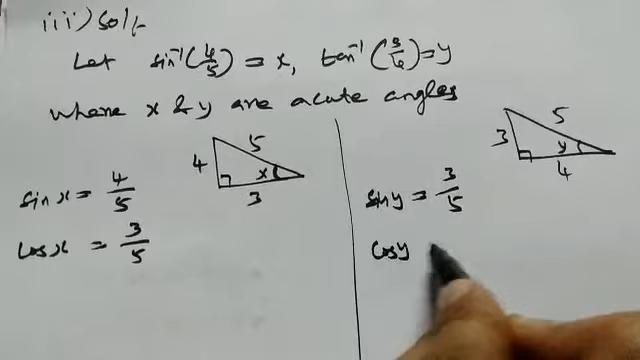 iii) Soln
Let sin⁻¹(4/5) = x, tan⁻¹(3/4) = y
where x & y are acute angles
4 5 x 3
3 5 y 4
sin x = 4/5
cos x = 3/5
sin y = 3/5
cos y